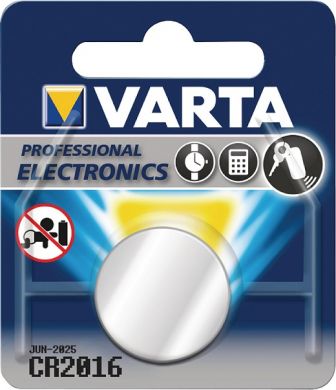 VARTA
PROFESSIONAL
ELECTRONICS
JUN-2025
CR2016